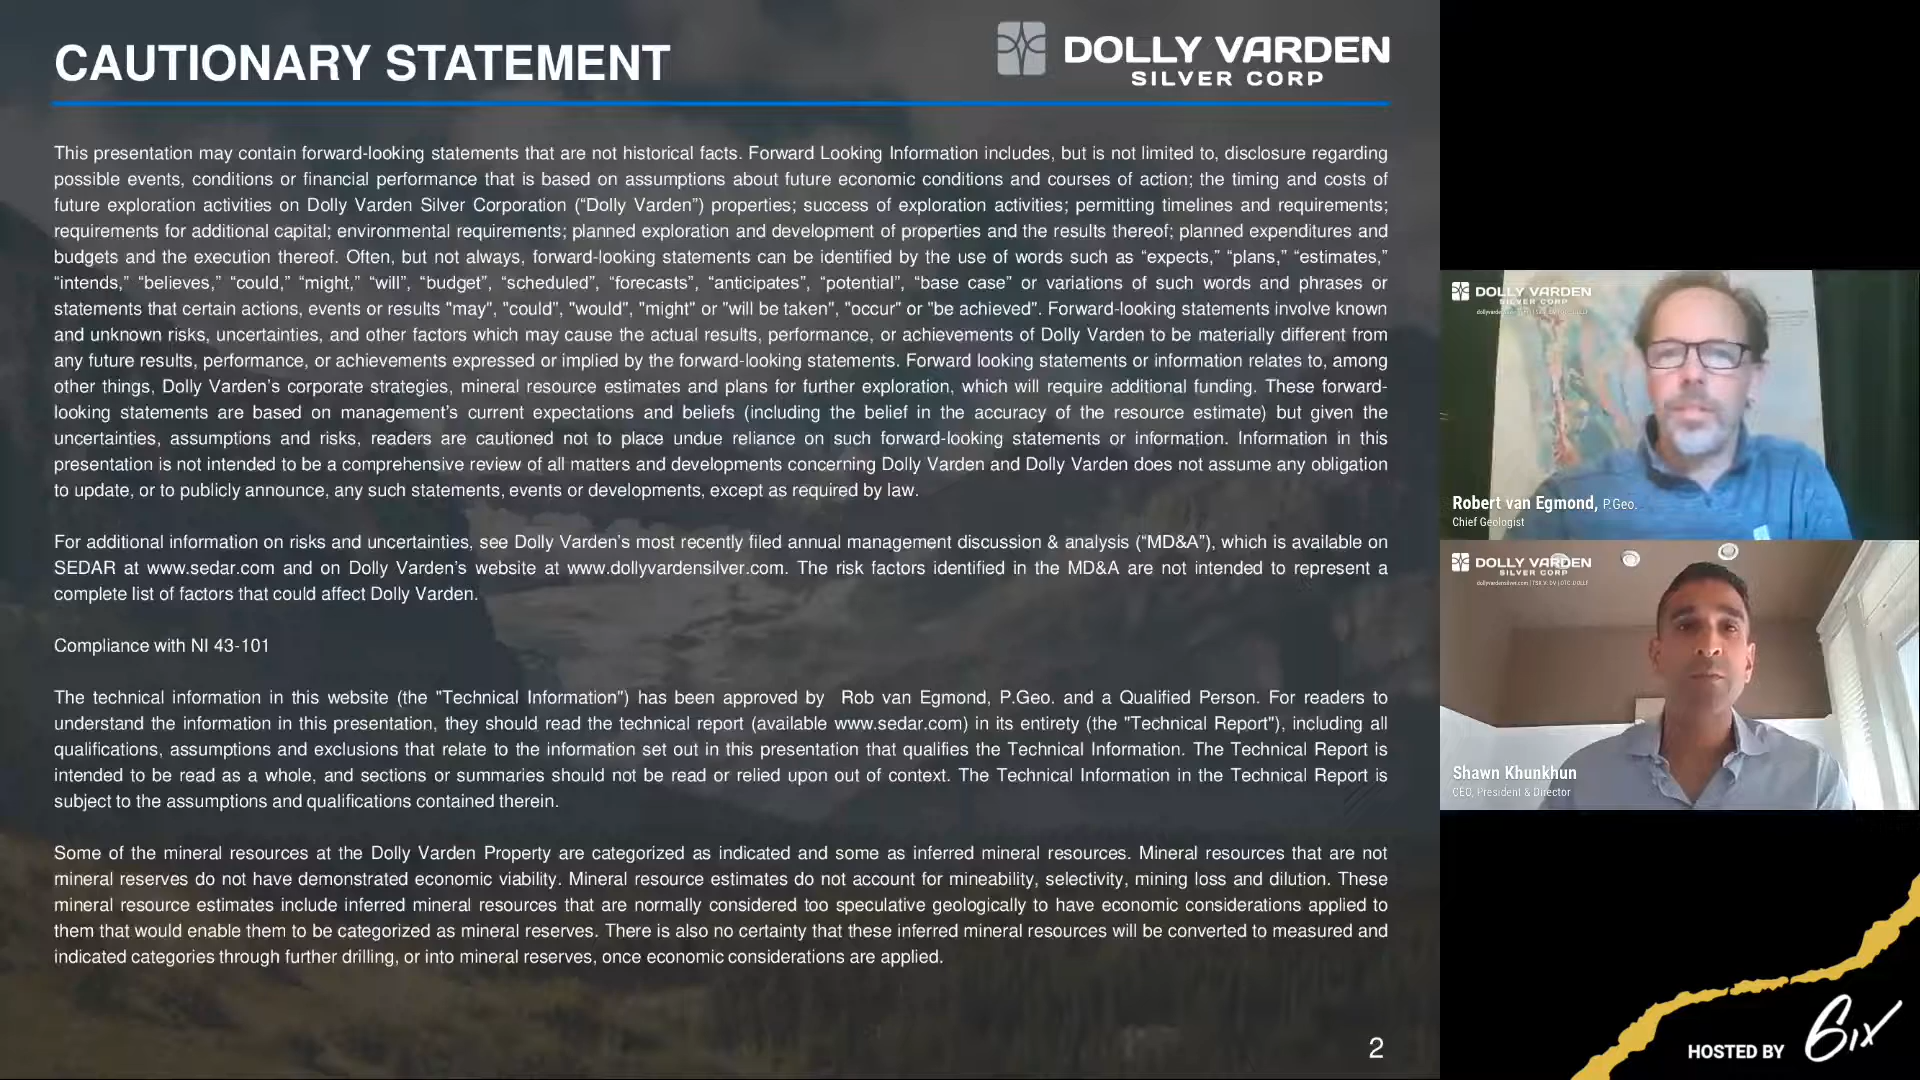 CAUTIONARY STATEMENT
DOLLY VARDEN
SILVER CORP
This presentation may contain forward-looking statements that are not historical facts. Forward Looking Information includes, but is not limited to, disclosure regarding
possible events, conditions or financial performance that is based on assumptions about future economic conditions and courses of action; the timing and costs of
future exploration activities on Dolly Varden Silver Corporation (“Dolly Varden”) properties; success of exploration activities; permitting timelines and requirements;
requirements for additional capital; environmental requirements; planned exploration and development of properties and the results thereof; planned expenditures and
budgets and the execution thereof. Often, but not always, forward-looking statements can be identified by the use of words such as “expects,” “plans,” “estimates,”
“intends,” “believes,” “could,” “might,” “will”, “budget”, “scheduled”, “forecasts”, “anticipates”, “potential”, “base case” or variations of such words and phrases or
statements that certain actions, events or results "may", "could", "would", "might" or "will be taken", "occur" or "be achieved". Forward-looking statements involve known
and unknown risks, uncertainties, and other factors which may cause the actual results, performance, or achievements of Dolly Varden to be materially different from
any future results, performance, or achievements expressed or implied by the forward-looking statements. Forward looking statements or information relates to, among
other things, Dolly Varden’s corporate strategies, mineral resource estimates and plans for further exploration, which will require additional funding. These forward-
looking statements are based on management’s current expectations and beliefs (including the belief in the accuracy of the resource estimate) but given the
uncertainties, assumptions and risks, readers are cautioned not to place undue reliance on such forward-looking statements or information. Information in this
presentation is not intended to be a comprehensive review of all matters and developments concerning Dolly Varden and Dolly Varden does not assume any obligation
to update, or to publicly announce, any such statements, events or developments, except as required by law.
For additional information on risks and uncertainties, see Dolly Varden’s most recently filed annual management discussion & analysis (“MD&A”), which is available on
SEDAR at www.sedar.com and on Dolly Varden’s website at www.dollyvardensilver.com. The risk factors identified in the MD&A are not intended to represent a
complete list of factors that could affect Dolly Varden.
Compliance with NI 43-101
The technical information in this website (the "Technical Information") has been approved by Rob van Egmond, P.Geo. and a Qualified Person. For readers to
understand the information in this presentation, they should read the technical report (available www.sedar.com) in its entirety (the "Technical Report"), including all
qualifications, assumptions and exclusions that relate to the information set out in this presentation that qualifies the Technical Information. The Technical Report is
intended to be read as a whole, and sections or summaries should not be read or relied upon out of context. The Technical Information in the Technical Report is
subject to the assumptions and qualifications contained therein.
Some of the mineral resources at the Dolly Varden Property are categorized as indicated and some as inferred mineral resources. Mineral resources that are not
mineral reserves do not have demonstrated economic viability. Mineral resource estimates do not account for mineability, selectivity, mining loss and dilution. These
mineral resource estimates include inferred mineral resources that are normally considered too speculative geologically to have economic considerations applied to
them that would enable them to be categorized as mineral reserves. There is also no certainty that these inferred mineral resources will be converted to measured and
indicated categories through further drilling, or into mineral reserves, once economic considerations are applied.
2
DOLLY VARDEN
SILVER CORP
Robert van Egmond, P.Geo.
Chief Geologist
DOLLY VARDEN
SILVER CORP
Shawn Khunkhun
CEO, President & Director
HOSTED BY 6ix